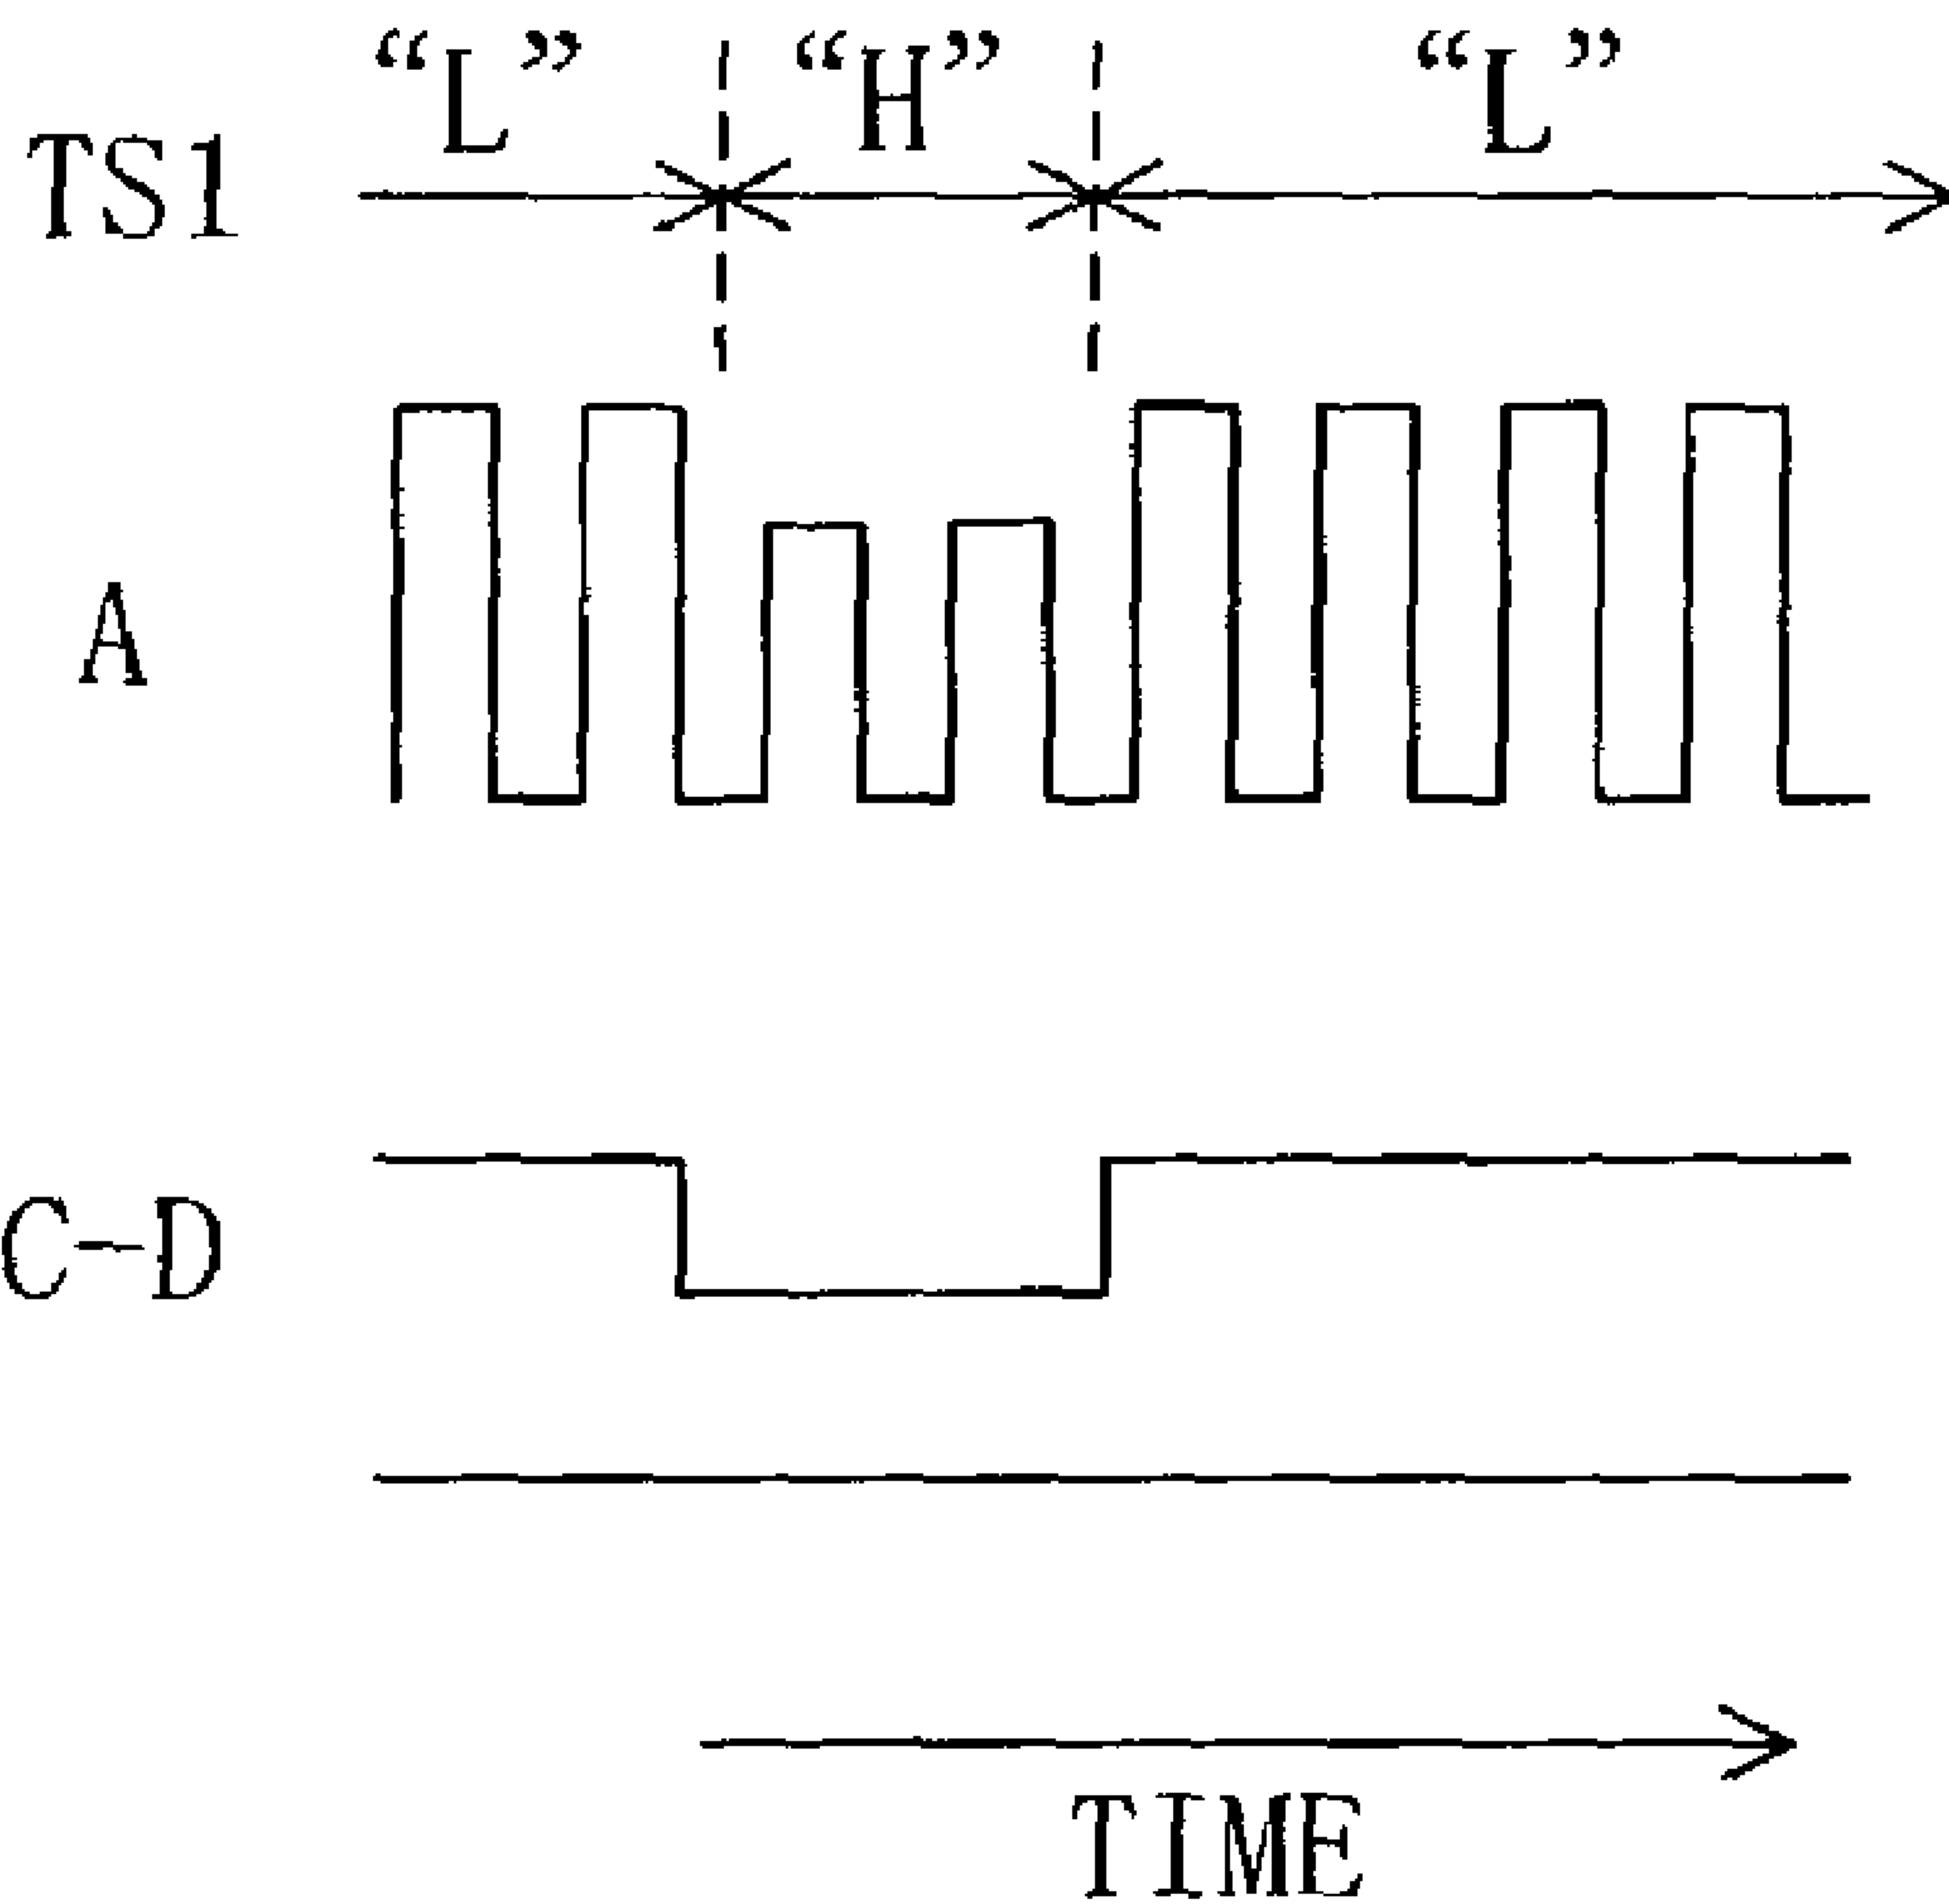 “L” “H” “L”
TS1
A
C-D
TIME